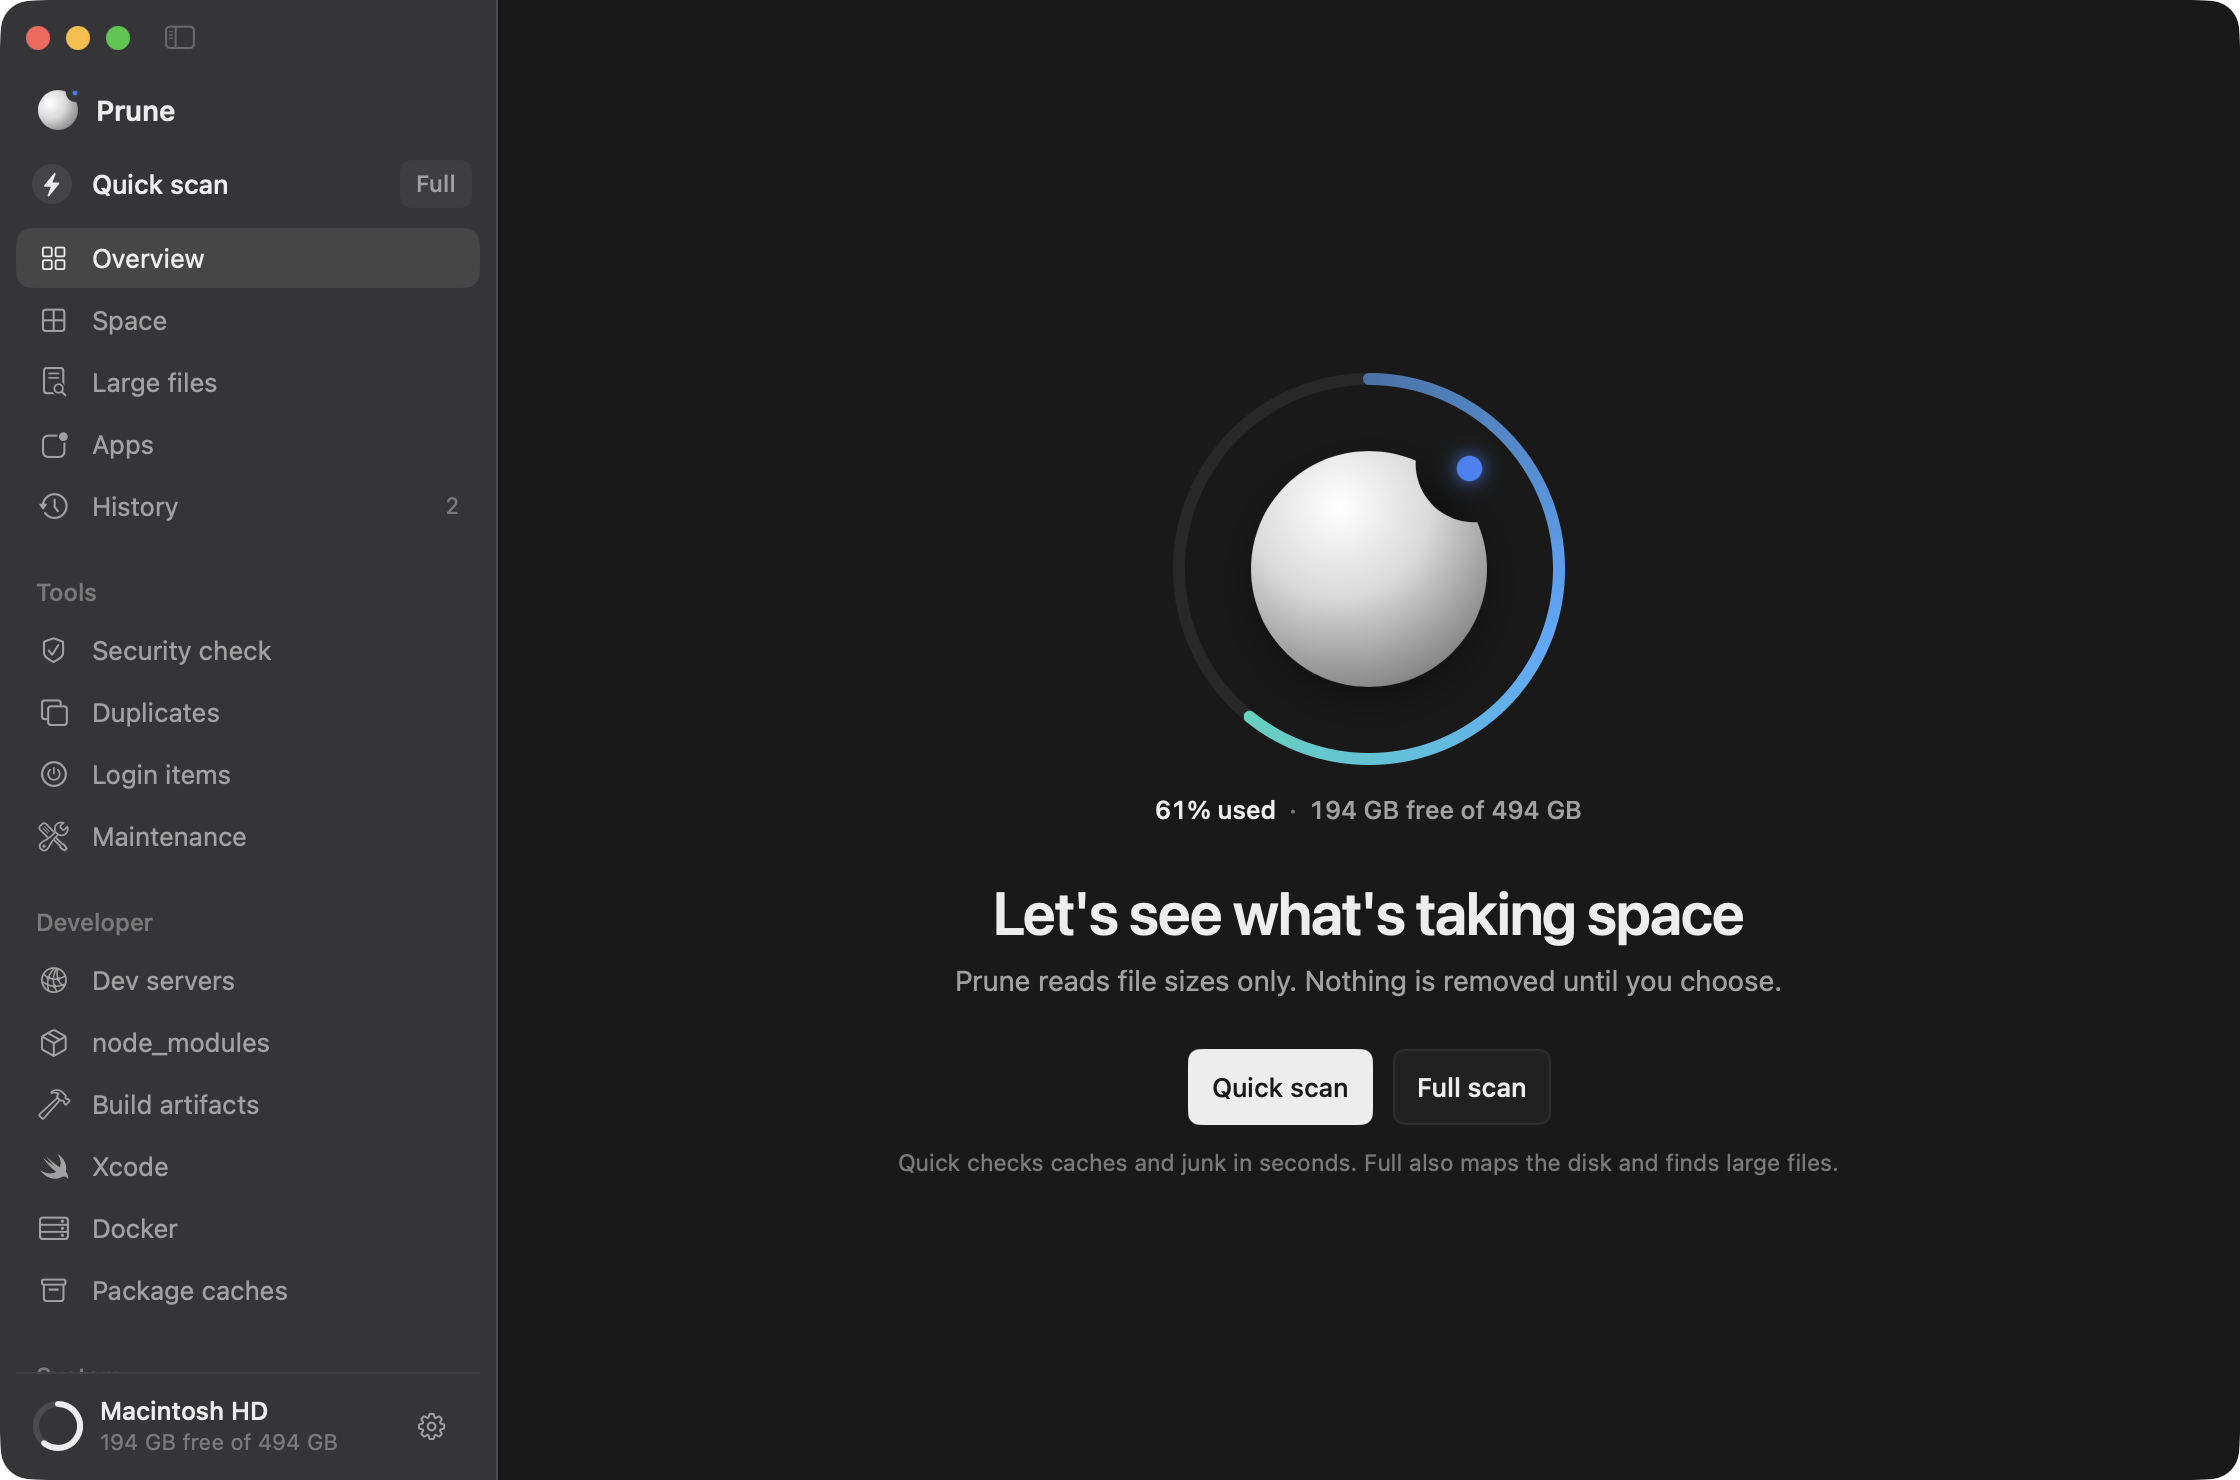 Prune
Quick scan
Full
Overview
Space
Large files
Apps
History
2
Tools
Security check
Duplicates
Login items
Maintenance
Developer
Dev servers
node_modules
Build artifacts
Xcode
Docker
Package caches
Macintosh HD
194 GB free of 494 GB
61% used · 194 GB free of 494 GB
Let's see what's taking space
Prune reads file sizes only. Nothing is removed until you choose.
Quick scan
Full scan
Quick checks caches and junk in seconds. Full also maps the disk and finds large files.